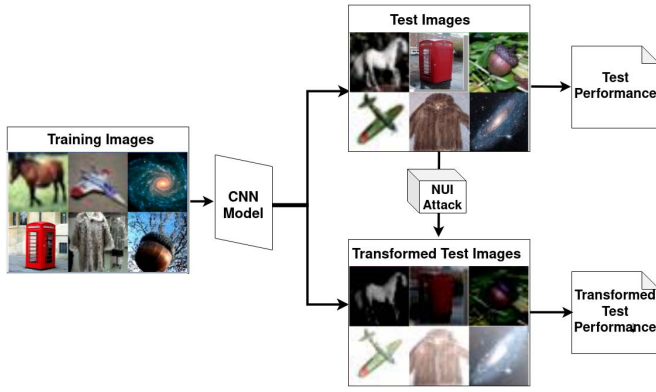 Test Images
Test
Performance
Training Images
CNN
Model
NUI
Attack
Transformed Test Images
Transformed
Test
Performance